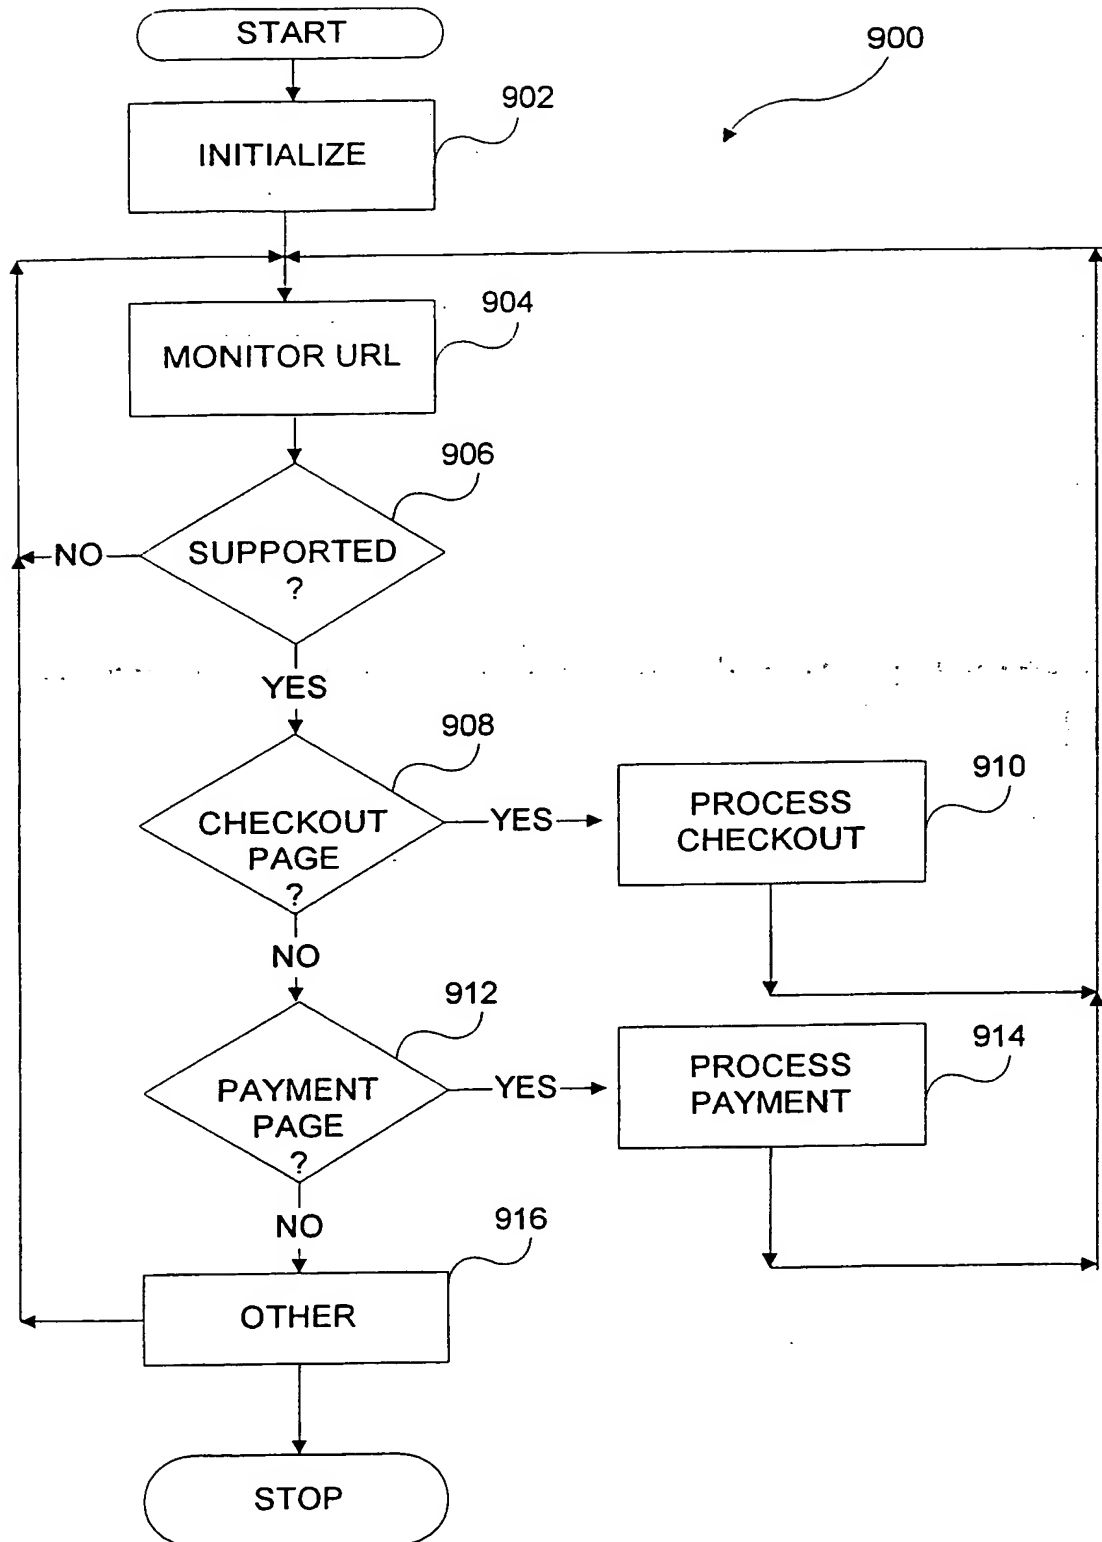 START
900
902
INITIALIZE
904
MONITOR URL
906
SUPPORTED
?
NO
YES
908
CHECKOUT
PAGE
?
YES
910
PROCESS
CHECKOUT
NO
912
PAYMENT
PAGE
?
YES
914
PROCESS
PAYMENT
NO
916
OTHER
STOP